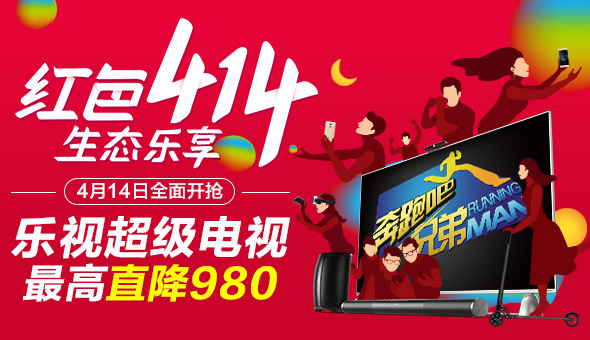 红色414
生态乐享
4月14日全面开抢
乐视超级电视
最高直降980
奔跑吧
兄弟
RUNNING
MAN